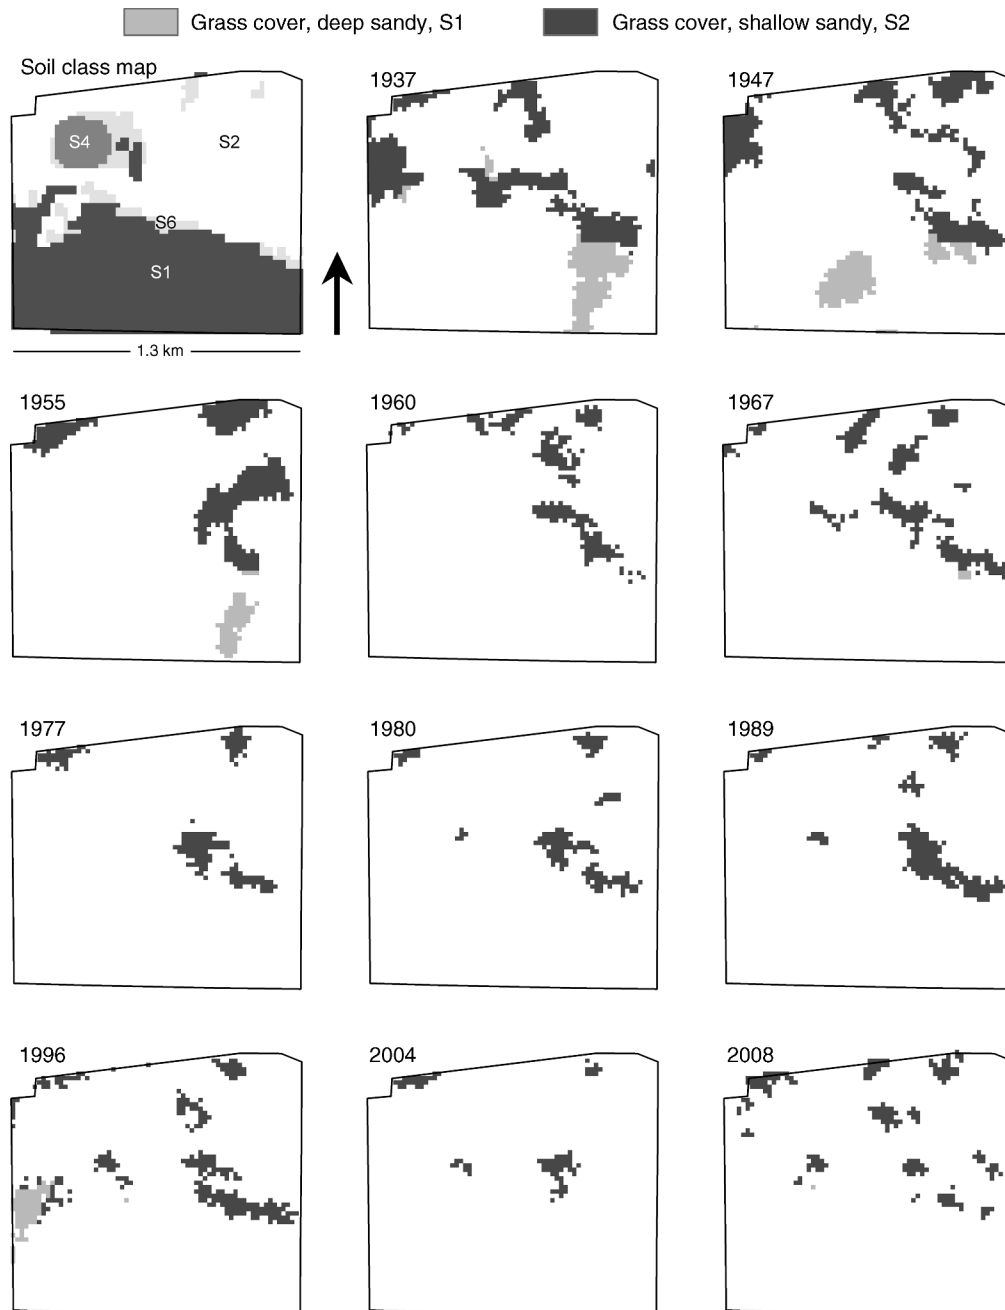 Grass cover, deep sandy, S1
Grass cover, shallow sandy, S2
Soil class map
1937
1947
S4
S2
S6
S1
1.3 km
1955
1960
1967
1977
1980
1989
1996
2004
2008